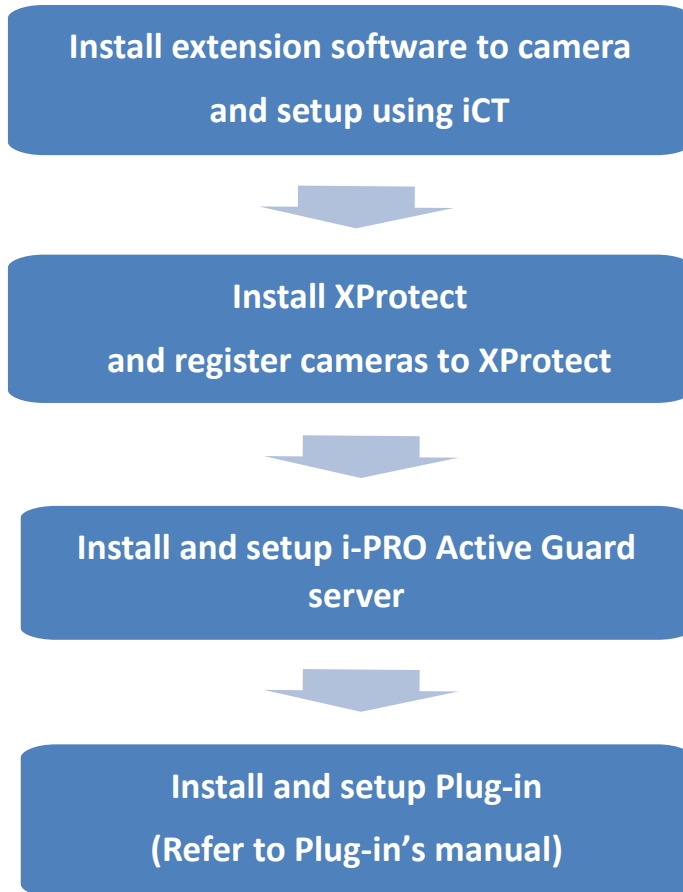 Install extension software to camera
and setup using iCT
Install XProtect
and register cameras to XProtect
Install and setup i-PRO Active Guard
server
Install and setup Plug-in
(Refer to Plug-in’s manual)